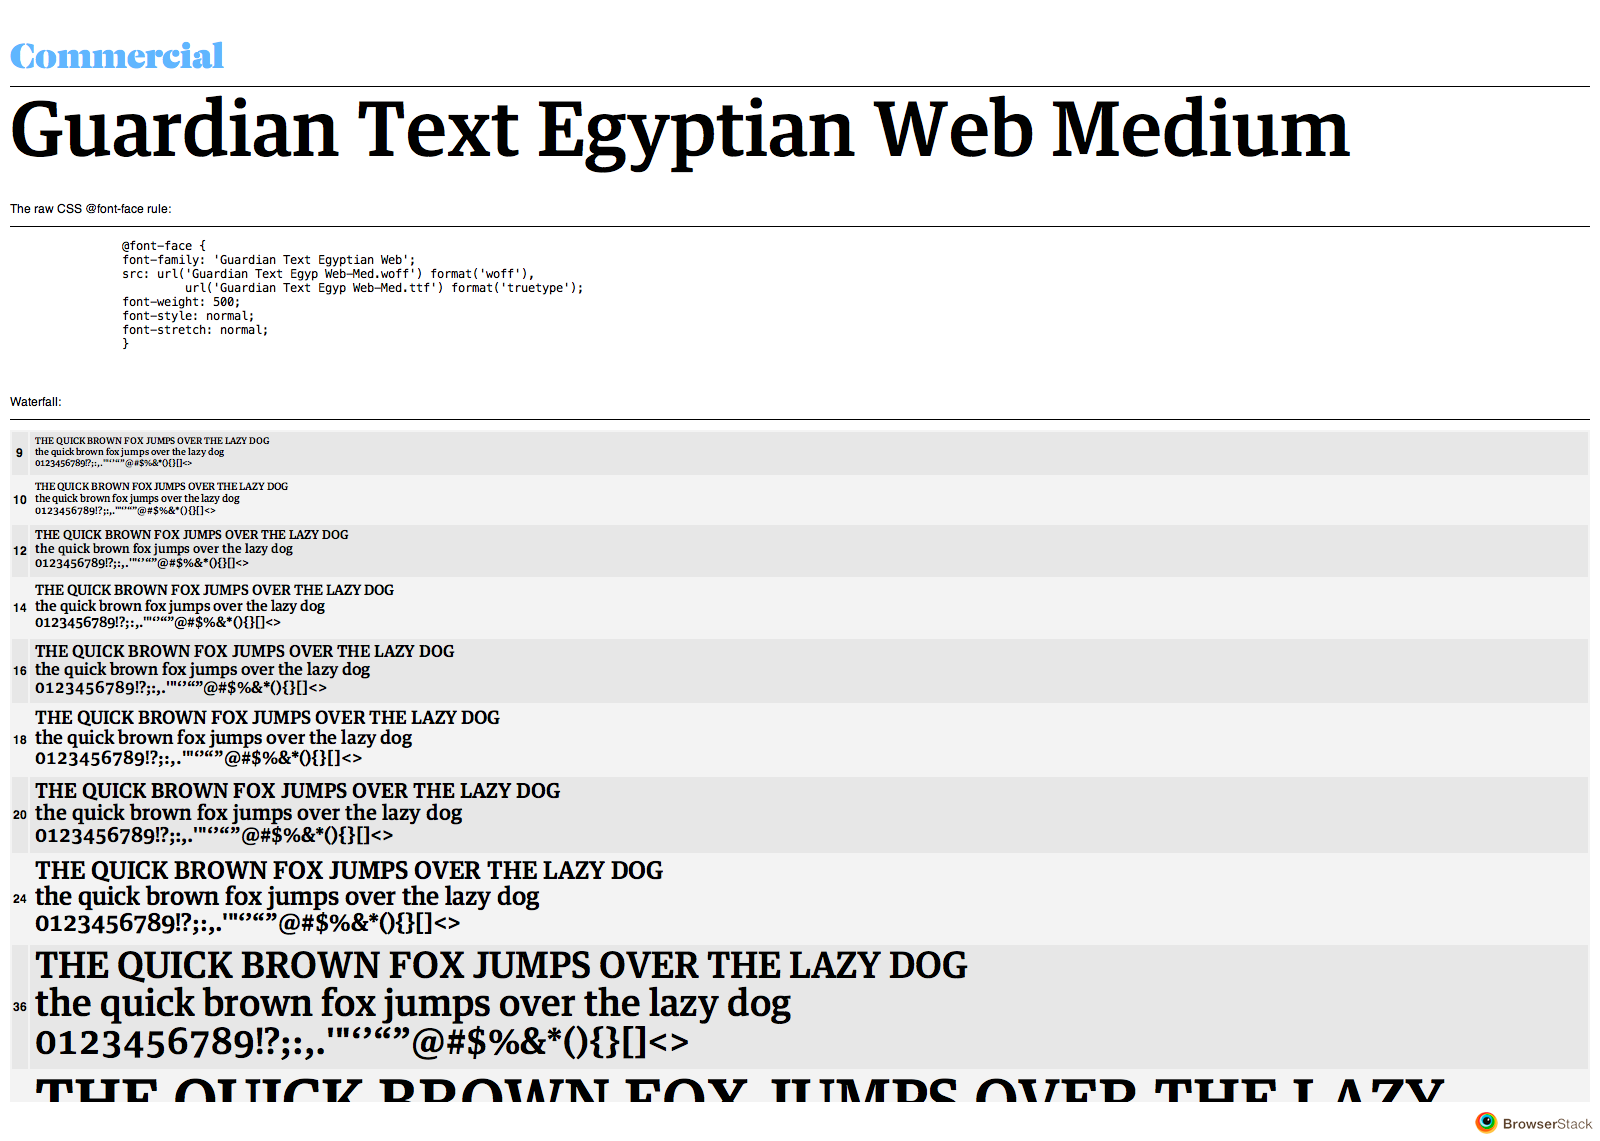 Commercial
Guardian Text Egyptian Web Medium
The raw CSS @font-face rule:
@font-face {
font-family: 'Guardian Text Egyptian Web';
src: url('Guardian Text Egyp Web-Med.woff') format('woff'),
url('Guardian Text Egyp Web-Med.ttf') format('truetype');
font-weight: 500;
font-style: normal;
font-stretch: normal;
}
Waterfall:
THE QUICK BROWN FOX JUMPS OVER THE LAZY DOG
9 the quick brown fox jumps over the lazy dog
0123456789!?;:,.'"‘’“”@#$%&*(){}[]<>
THE QUICK BROWN FOX JUMPS OVER THE LAZY DOG
10 the quick brown fox jumps over the lazy dog
0123456789!?;:,.'"‘’“”@#$%&*(){}[]<>
THE QUICK BROWN FOX JUMPS OVER THE LAZY DOG
12 the quick brown fox jumps over the lazy dog
0123456789!?;:,.'"‘’“”@#$%&*(){}[]<>
THE QUICK BROWN FOX JUMPS OVER THE LAZY DOG
14 the quick brown fox jumps over the lazy dog
0123456789!?;:,.'"‘’“”@#$%&*(){}[]<>
THE QUICK BROWN FOX JUMPS OVER THE LAZY DOG
16 the quick brown fox jumps over the lazy dog
0123456789!?;:,.'"‘’“”@#$%&*(){}[]<>
THE QUICK BROWN FOX JUMPS OVER THE LAZY DOG
18 the quick brown fox jumps over the lazy dog
0123456789!?;:,.'"‘’“”@#$%&*(){}[]<>
THE QUICK BROWN FOX JUMPS OVER THE LAZY DOG
20 the quick brown fox jumps over the lazy dog
0123456789!?;:,.'"‘’“”@#$%&*(){}[]<>
THE QUICK BROWN FOX JUMPS OVER THE LAZY DOG
24 the quick brown fox jumps over the lazy dog
0123456789!?;:,.'"‘’“”@#$%&*(){}[]<>
THE QUICK BROWN FOX JUMPS OVER THE LAZY DOG
36 the quick brown fox jumps over the lazy dog
0123456789!?;:,.'"‘’“”@#$%&*(){}[]<>
THE QUICK BROWN FOX JUMPS OVER THE LAZY
BrowserStack